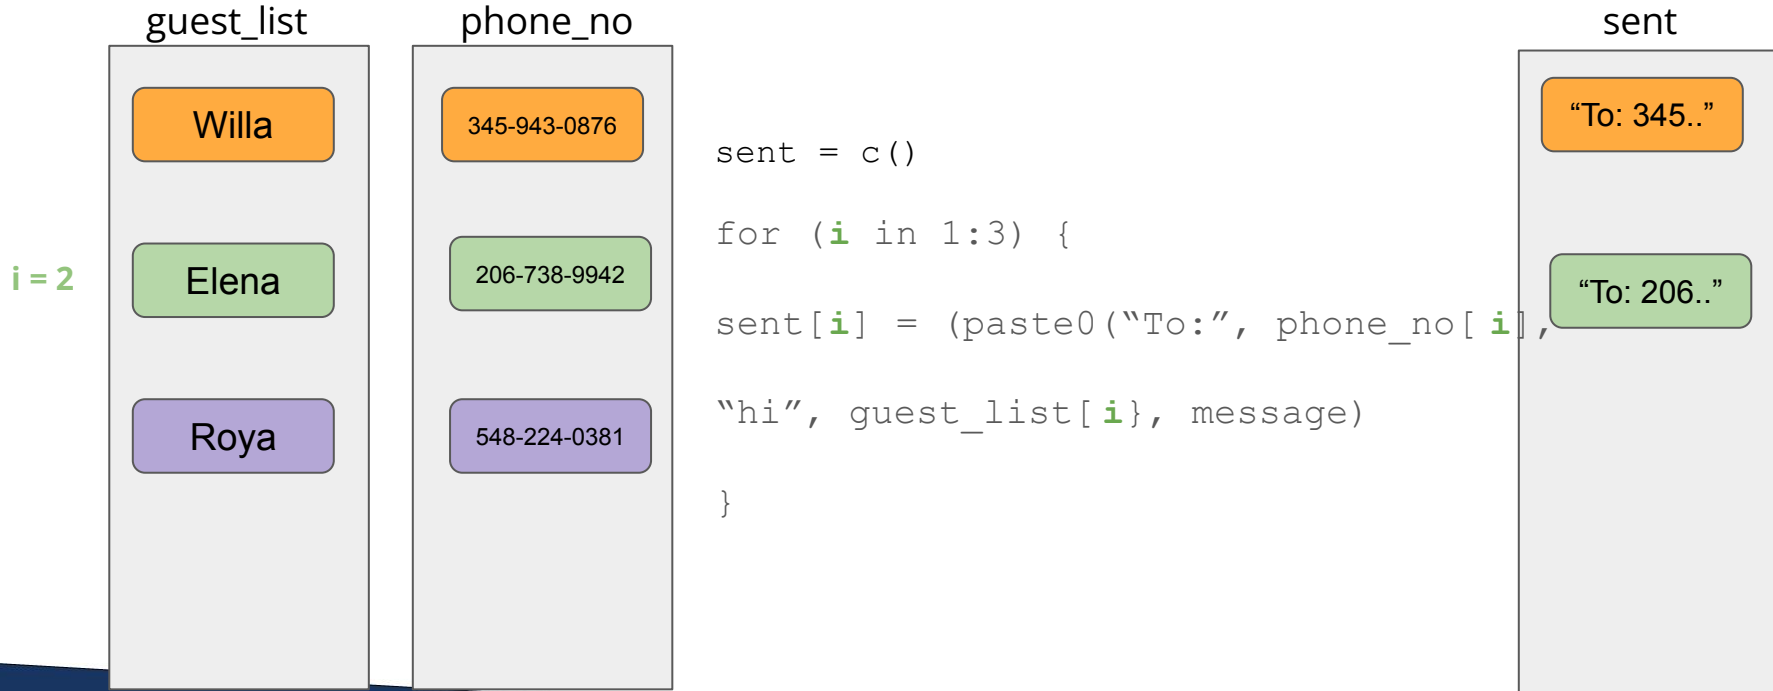 guest_list
phone_no
sent
Willa
345-943-0876
“To: 345..”
sent = c()
for (i in 1:3) {
i = 2
Elena
206-738-9942
“To: 206..”
sent[i] = (paste0(“To:”, phone_no[i],
“hi”, guest_list[i}, message)
Roya
548-224-0381
}